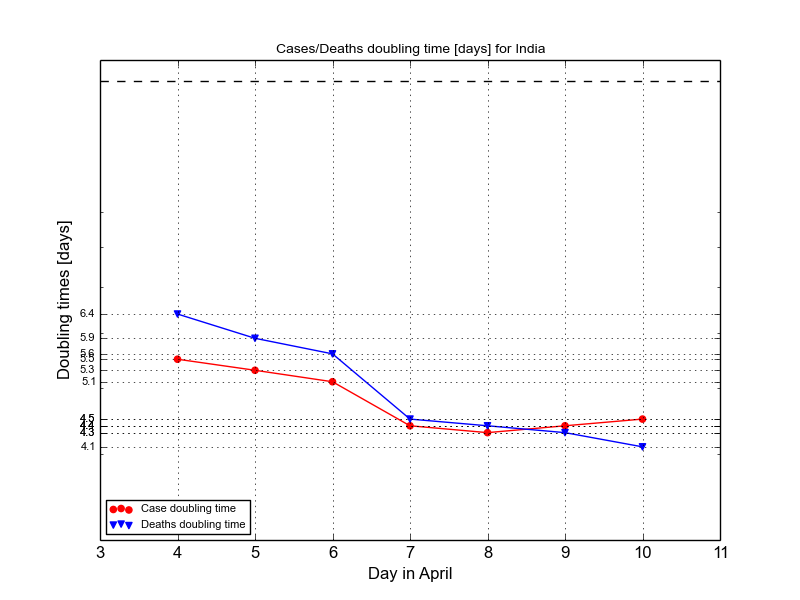 Cases/Deaths doubling time [days] for India
Doubling times [days]
6.4
5.9
5.6
5.5
5.3
5.1
4.5
4.4
4.3
4.1
Case doubling time
Deaths doubling time
3 4 5 6 7 8 9 10 11
Day in April